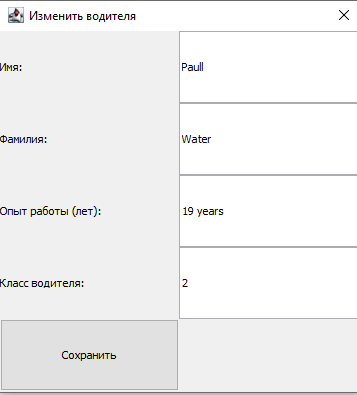 Изменить водителя
Имя: Paull
Фамилия: Water
Опыт работы (лет): 19 years
Класс водителя: 2
Сохранить